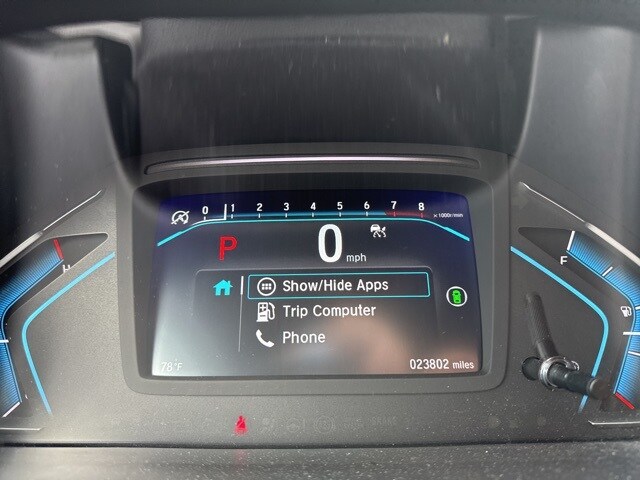 0 1 2 3 4 5 6 7 8 x 1000r/min
P 0 mph
H
F
Show/Hide Apps
Trip Computer
Phone
78°F
023802 miles